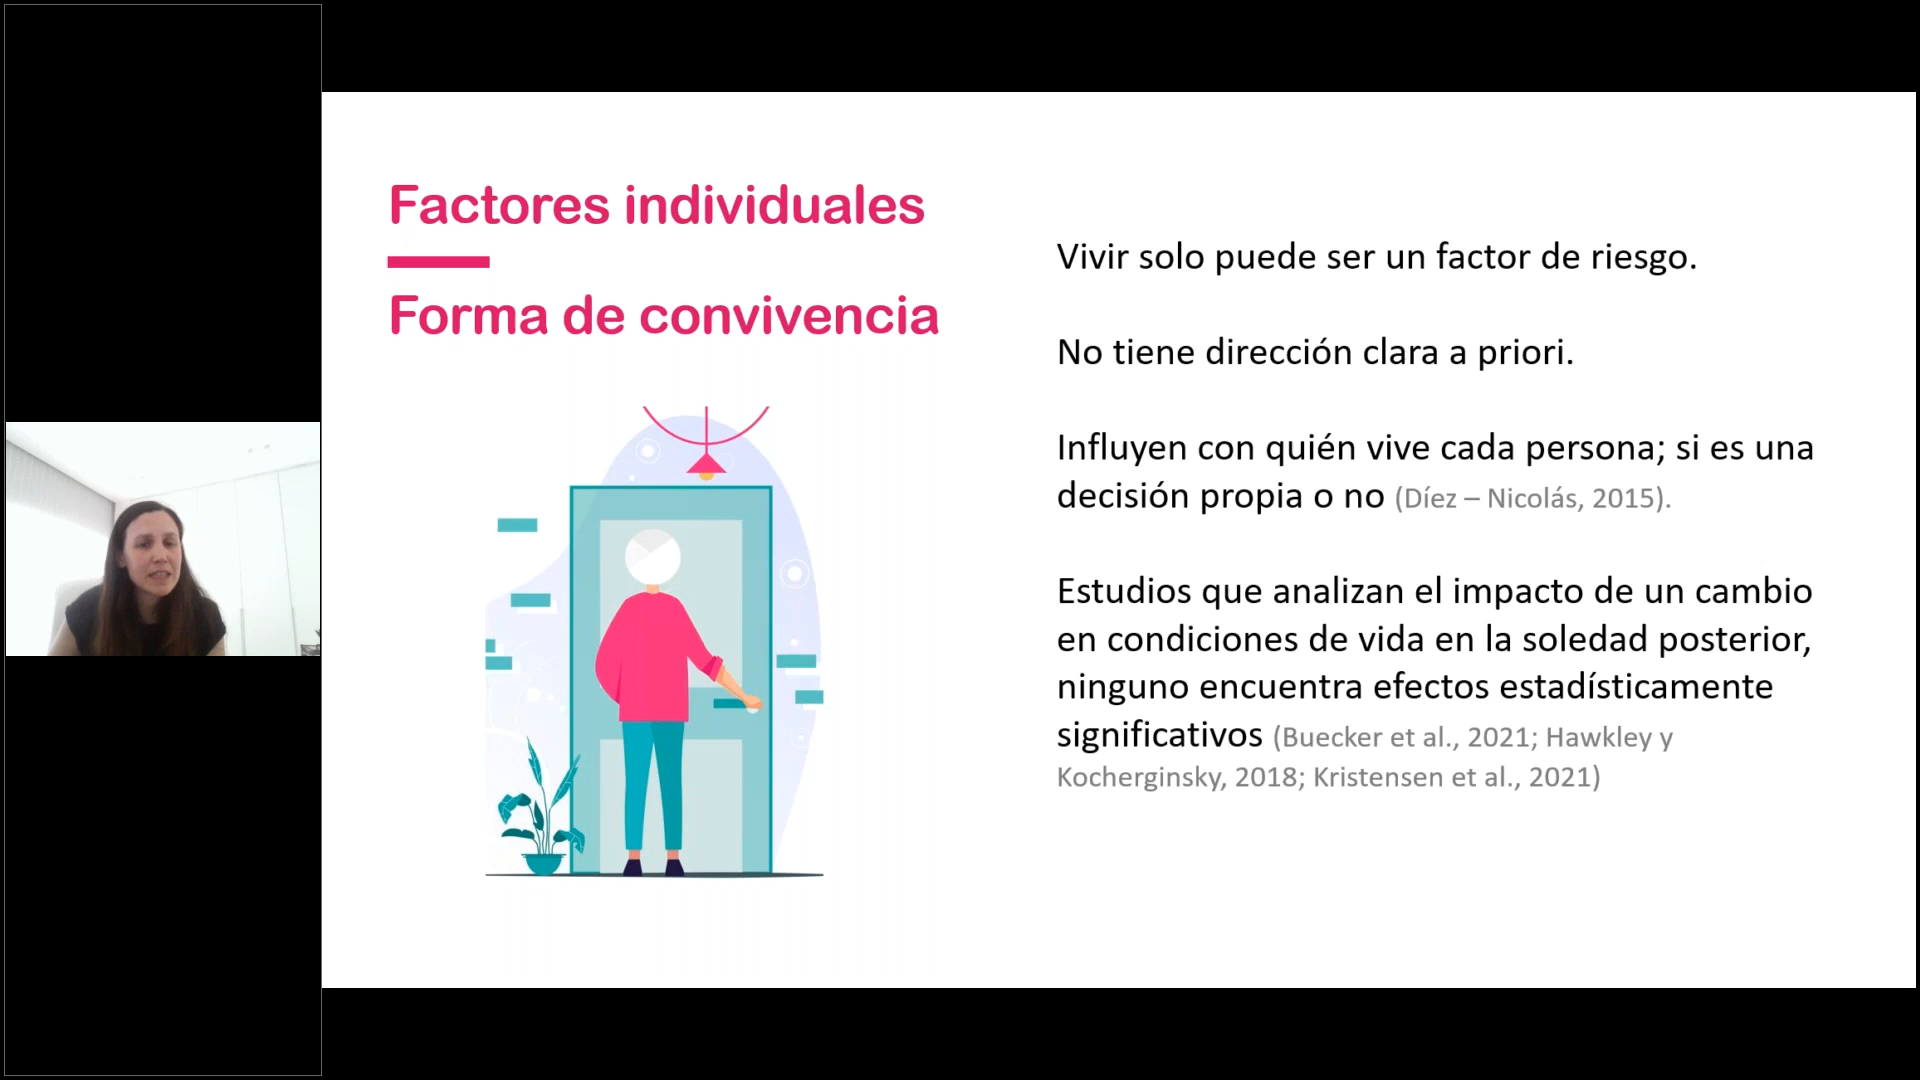 Factores individuales
Forma de convivencia
Vivir solo puede ser un factor de riesgo.
No tiene dirección clara a priori.
Influyen con quién vive cada persona; si es una
decisión propia o no (Díez – Nicolás, 2015).
Estudios que analizan el impacto de un cambio
en condiciones de vida en la soledad posterior,
ninguno encuentra efectos estadísticamente
significativos (Buecker et al., 2021; Hawkley y
Kocherginsky, 2018; Kristensen et al., 2021)